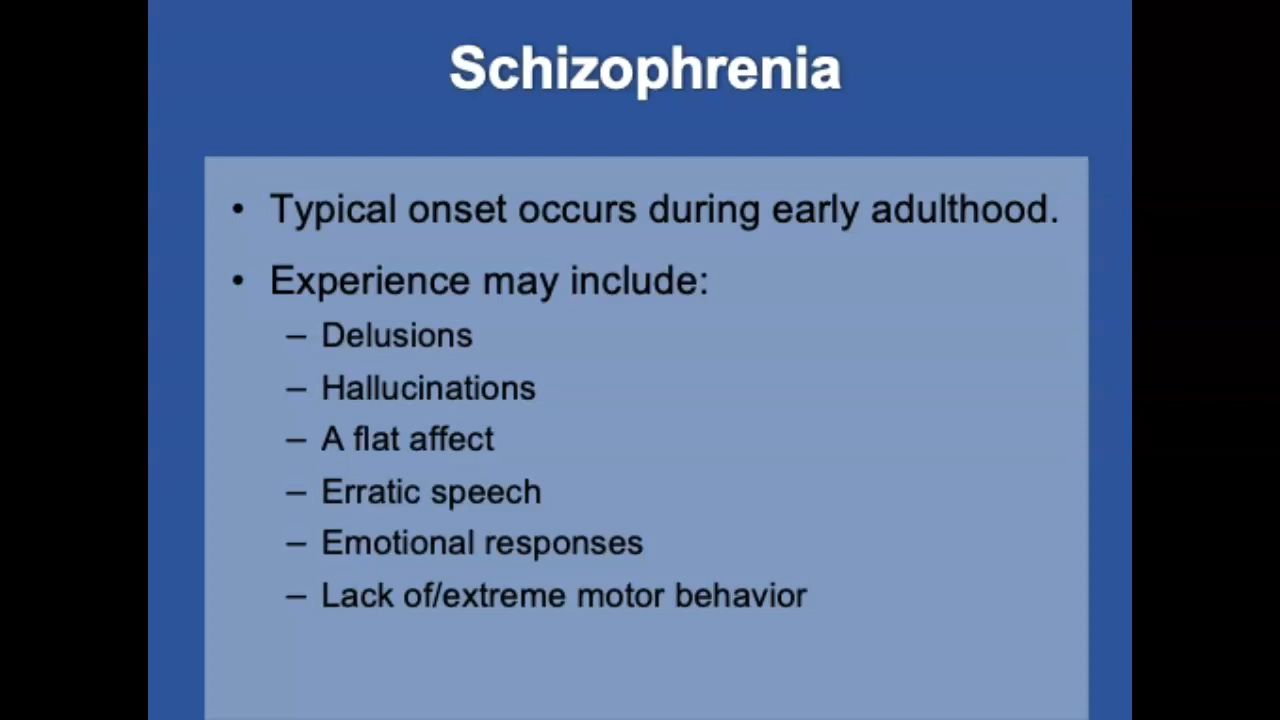 Schizophrenia
• Typical onset occurs during early adulthood.
• Experience may include:
– Delusions
– Hallucinations
– A flat affect
– Erratic speech
– Emotional responses
– Lack of/extreme motor behavior